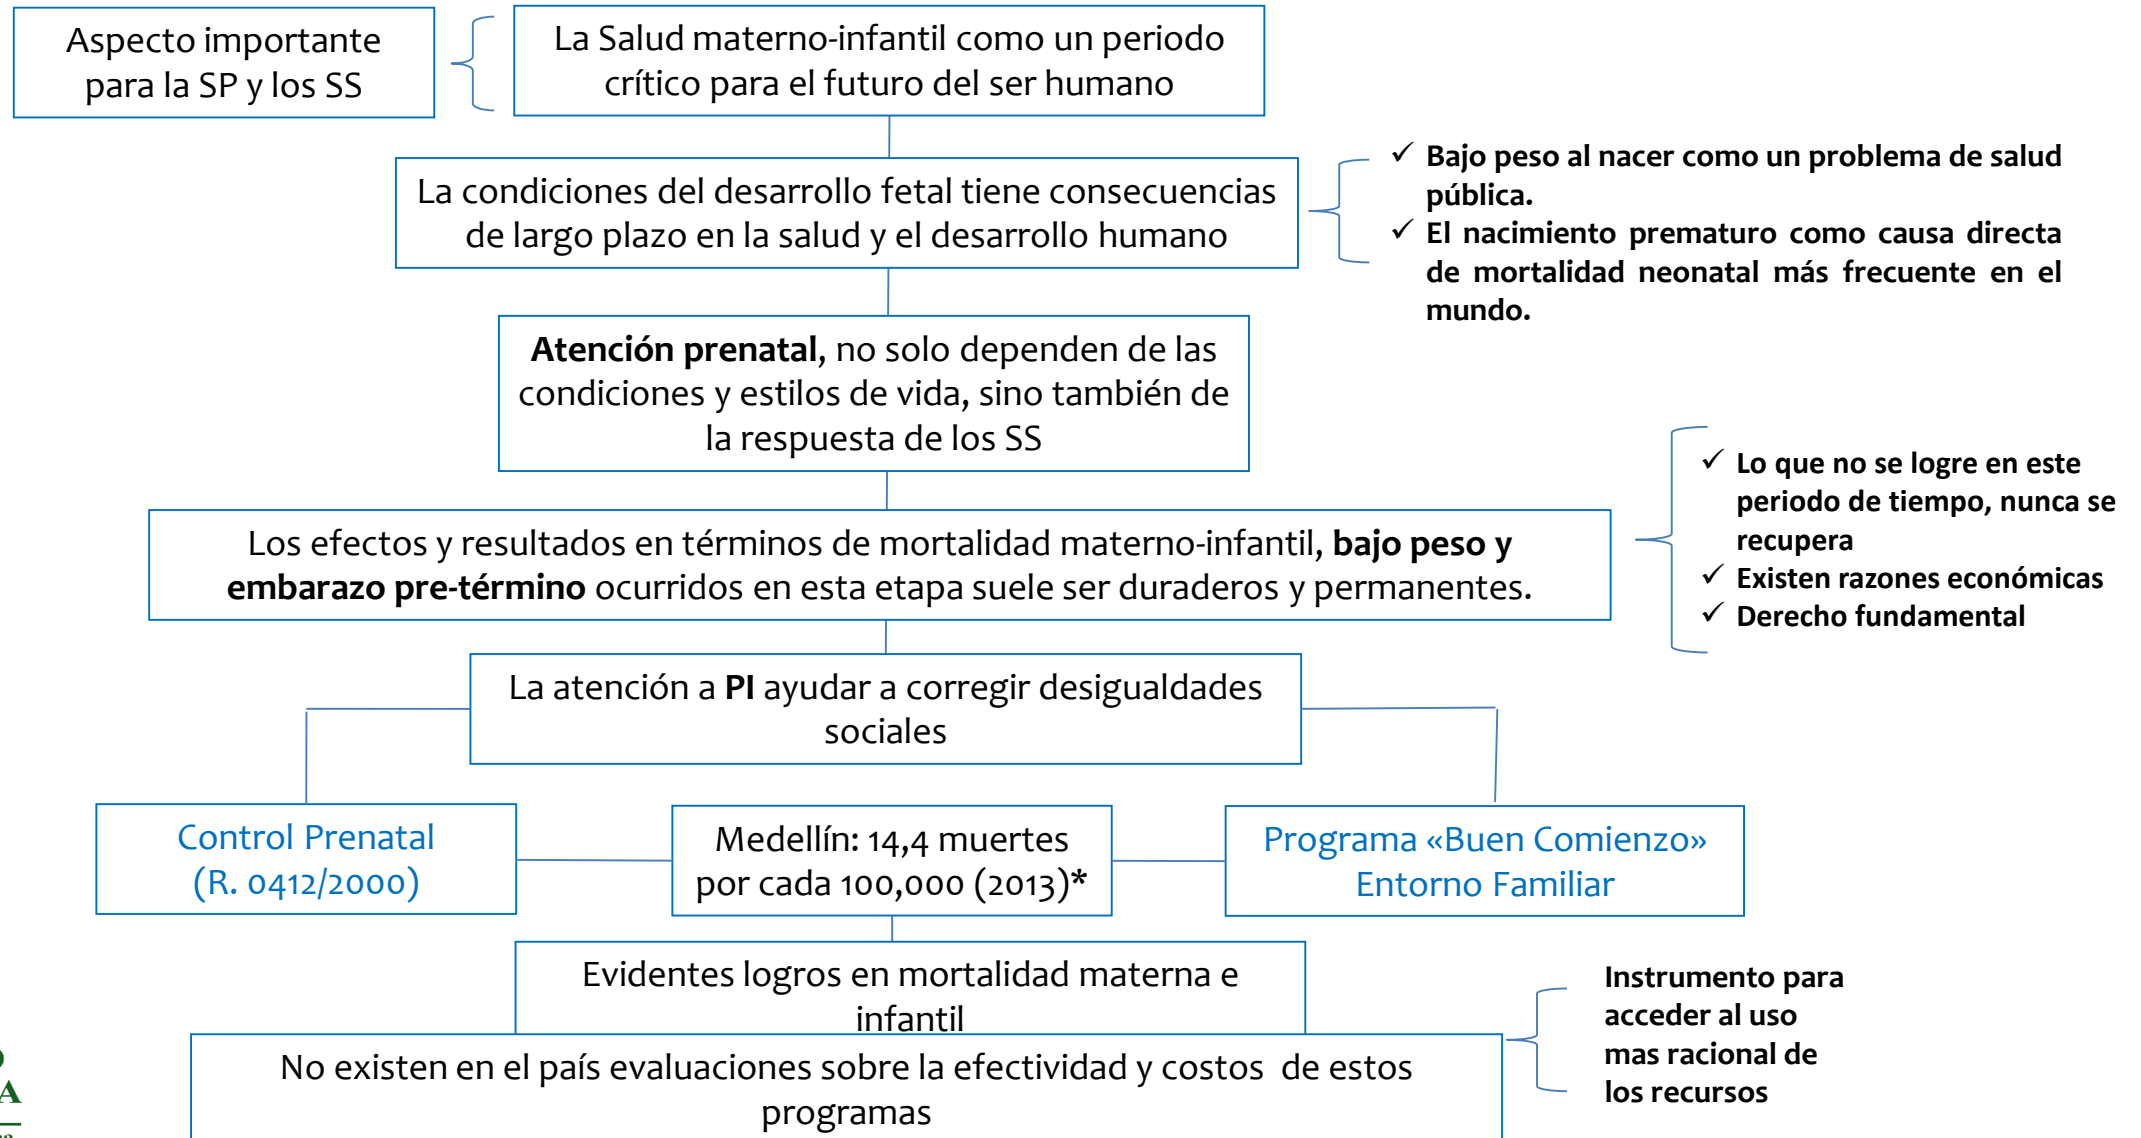 Aspecto importante
para la SP y los SS
La Salud materno-infantil como un periodo
crítico para el futuro del ser humano
La condiciones del desarrollo fetal tiene consecuencias
de largo plazo en la salud y el desarrollo humano
✓ Bajo peso al nacer como un problema de salud
pública.
✓ El nacimiento prematuro como causa directa
de mortalidad neonatal más frecuente en el
mundo.
Atención prenatal, no solo dependen de las
condiciones y estilos de vida, sino también de
la respuesta de los SS
Los efectos y resultados en términos de mortalidad materno-infantil, bajo peso y
embarazo pre-término ocurridos en esta etapa suele ser duraderos y permanentes.
✓ Lo que no se logre en este
periodo de tiempo, nunca se
recupera
✓ Existen razones económicas
✓ Derecho fundamental
La atención a PI ayudar a corregir desigualdades
sociales
Control Prenatal
(R. 0412/2000)
Medellín: 14,4 muertes
por cada 100,000 (2013)*
Programa «Buen Comienzo»
Entorno Familiar
Evidentes logros en mortalidad materna e
infantil
No existen en el país evaluaciones sobre la efectividad y costos de estos
programas
Instrumento para
acceder al uso
mas racional de
los recursos